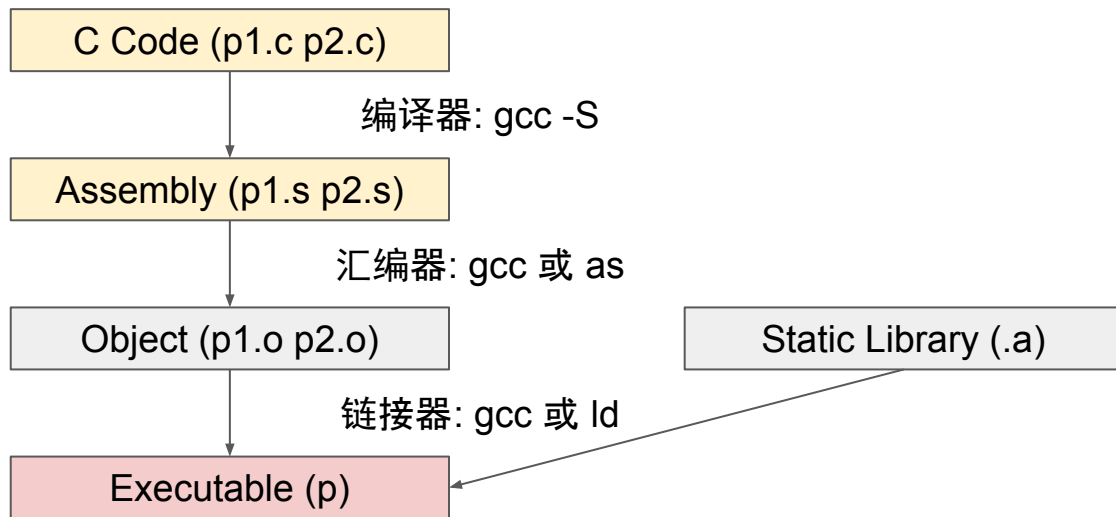 C Code (p1.c p2.c)
编译器: gcc -S
Assembly (p1.s p2.s)
汇编器: gcc 或 as
Object (p1.o p2.o)
Static Library (.a)
链接器: gcc 或 ld
Executable (p)